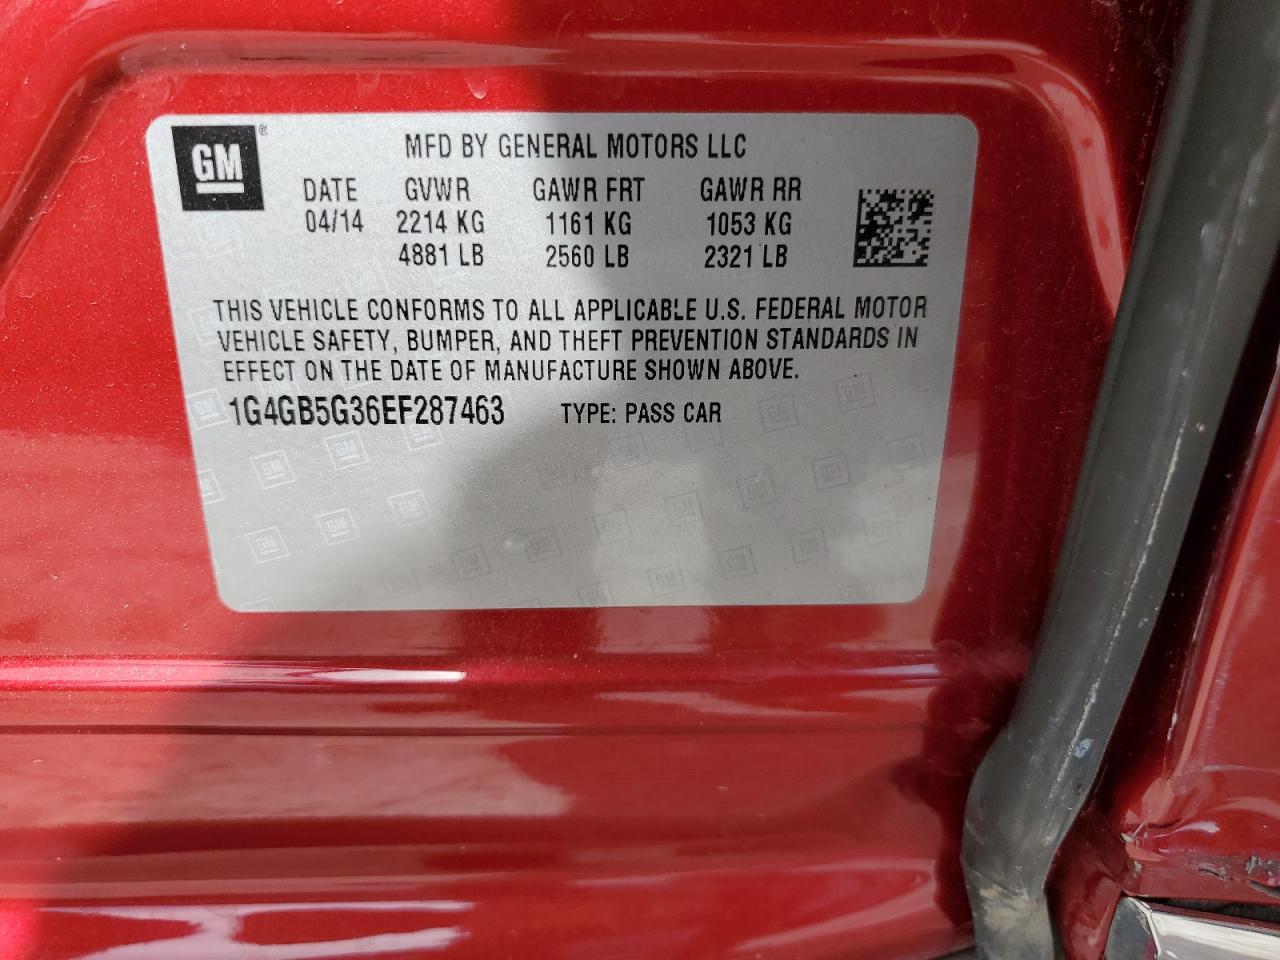 GM®
MFD BY GENERAL MOTORS LLC
DATE GVWR GAWR FRT GAWR RR
04/14 2214 KG 1161 KG 1053 KG
4881 LB 2560 LB 2321 LB
THIS VEHICLE CONFORMS TO ALL APPLICABLE U.S. FEDERAL MOTOR
VEHICLE SAFETY, BUMPER, AND THEFT PREVENTION STANDARDS IN
EFFECT ON THE DATE OF MANUFACTURE SHOWN ABOVE.
1G4GB5G36EF287463 TYPE: PASS CAR